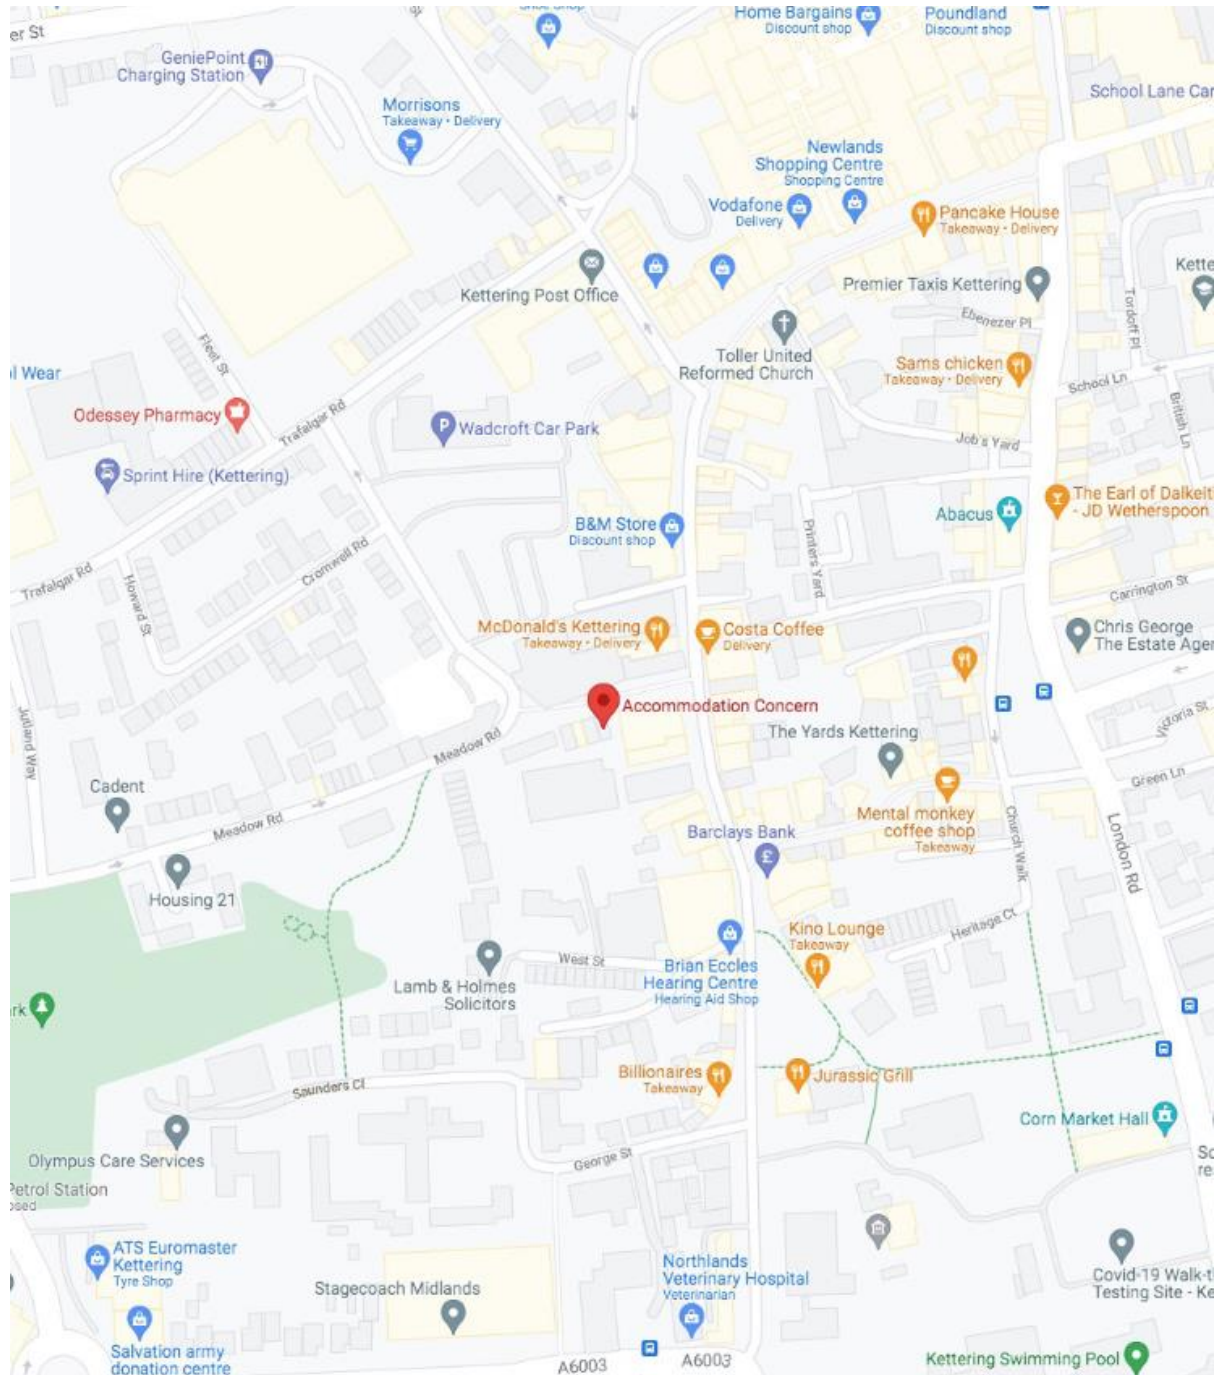 er St
Shoe Shop
Home Bargains
Discount shop
Poundland
Discount shop
GeniePoint
Charging Station
School Lane Car
Morrisons
Takeaway • Delivery
Newlands
Shopping Centre
Shopping Centre
Vodafone
Delivery
Pancake House
Takeaway • Delivery
Kettering Post Office
Premier Taxis Kettering
Kette
Ebenezer Pl
Tordoff Pl
Fleet St
Toller United
Reformed Church
Sams chicken
Takeaway • Delivery
School Ln
British Ln
l Wear
Odessey Pharmacy
Trafalgar Rd
Wadcroft Car Park
Job's Yard
Sprint Hire (Kettering)
The Earl of Dalkeit
- JD Wetherspoon
Abacus
B&M Store
Discount shop
Printers Yard
Cromwell Rd
Trafalgar Rd
Howard St
Carrington St
McDonald's Kettering
Takeaway • Delivery
Costa Coffee
Delivery
Chris George
The Estate Ager
Accommodation Concern
Victoria St
Jutland Way
Meadow Rd
The Yards Kettering
Green Ln
Cadent
Meadow Rd
Barclays Bank
Mental monkey
coffee shop
Takeaway
Church Walk
London Rd
Housing 21
Kino Lounge
Takeaway
Heritage Ct
West St
Brian Eccles
Hearing Centre
Hearing Aid Shop
Lamb & Holmes
Solicitors
rk
Billionaires
Takeaway
Jurassic Grill
Saunders Cl
Corn Market Hall
Olympus Care Services
George St
So
re
Petrol Station
osed
ATS Euromaster
Kettering
Tyre Shop
Northlands
Veterinary Hospital
Veterinarian
Stagecoach Midlands
Covid-19 Walk-t
Testing Site - Ke
Salvation army
donation centre
A6003
A6003
Kettering Swimming Pool